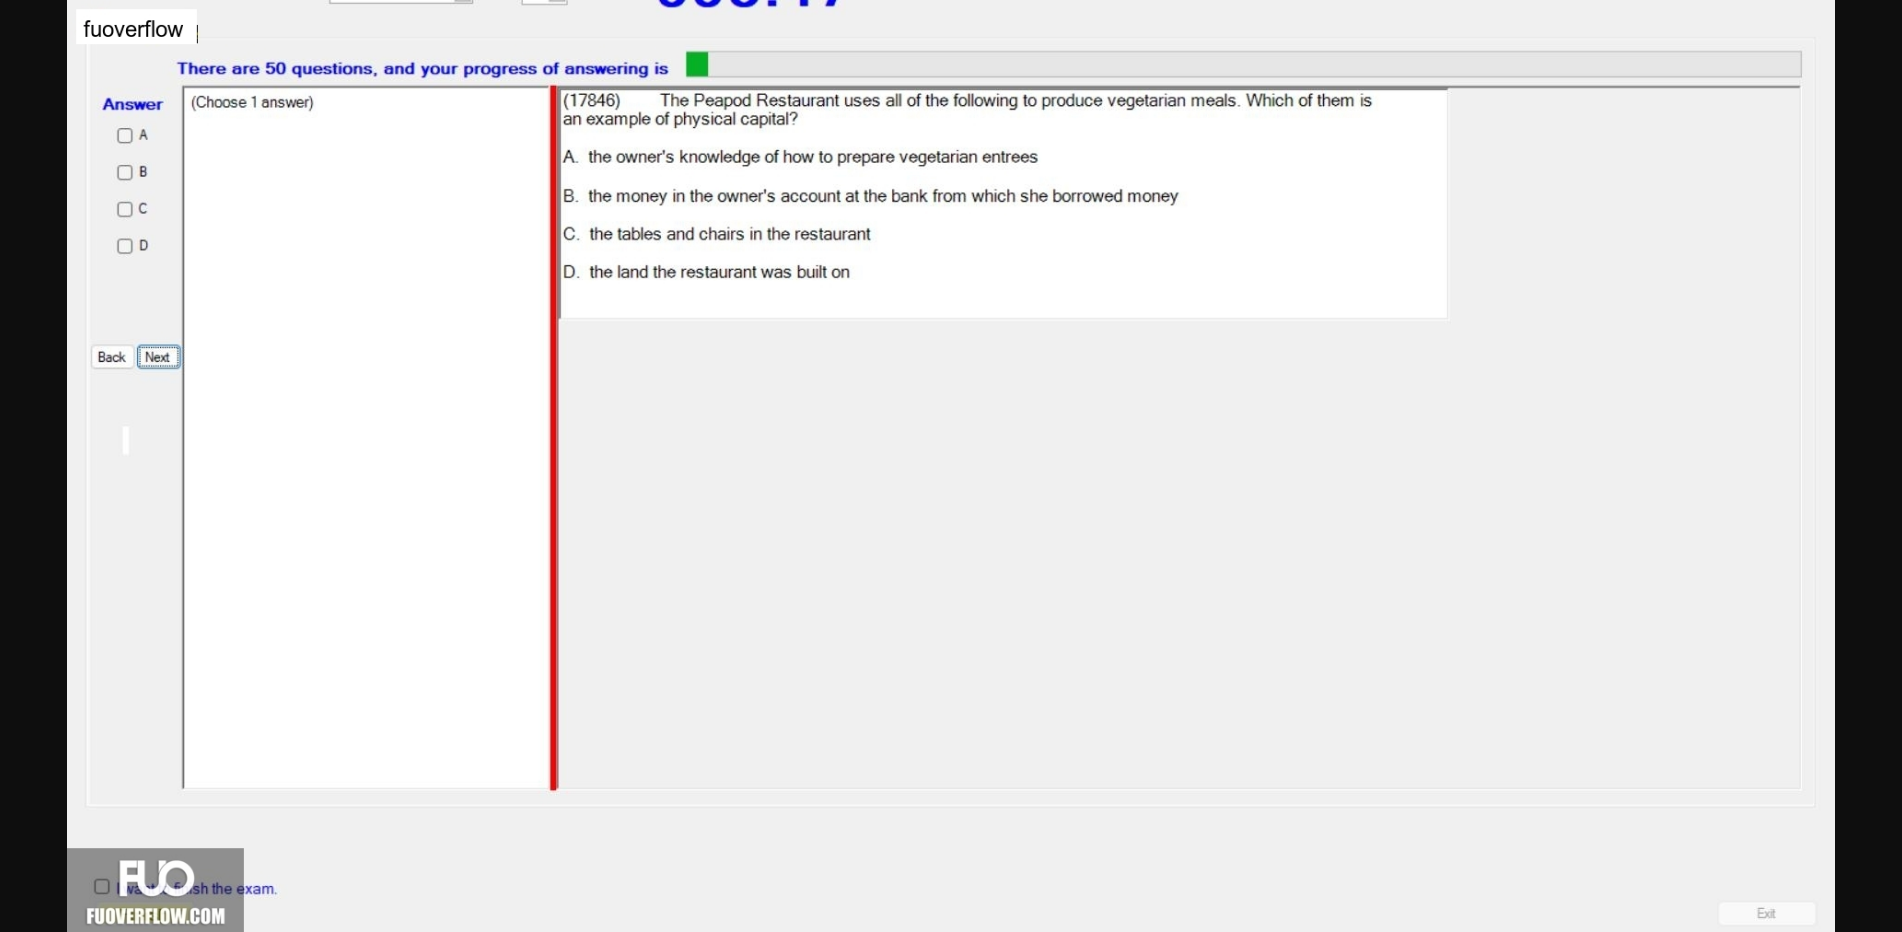 fuoverflow
There are 50 questions, and your progress of answering is
Answer
(Choose 1 answer)
A
B
C
D
Back
Next
(17846) The Peapod Restaurant uses all of the following to produce vegetarian meals. Which of them is
an example of physical capital?
A. the owner's knowledge of how to prepare vegetarian entrees
B. the money in the owner's account at the bank from which she borrowed money
C. the tables and chairs in the restaurant
D. the land the restaurant was built on
the exam.
FUO
FUOVERFLOW.COM
Exit